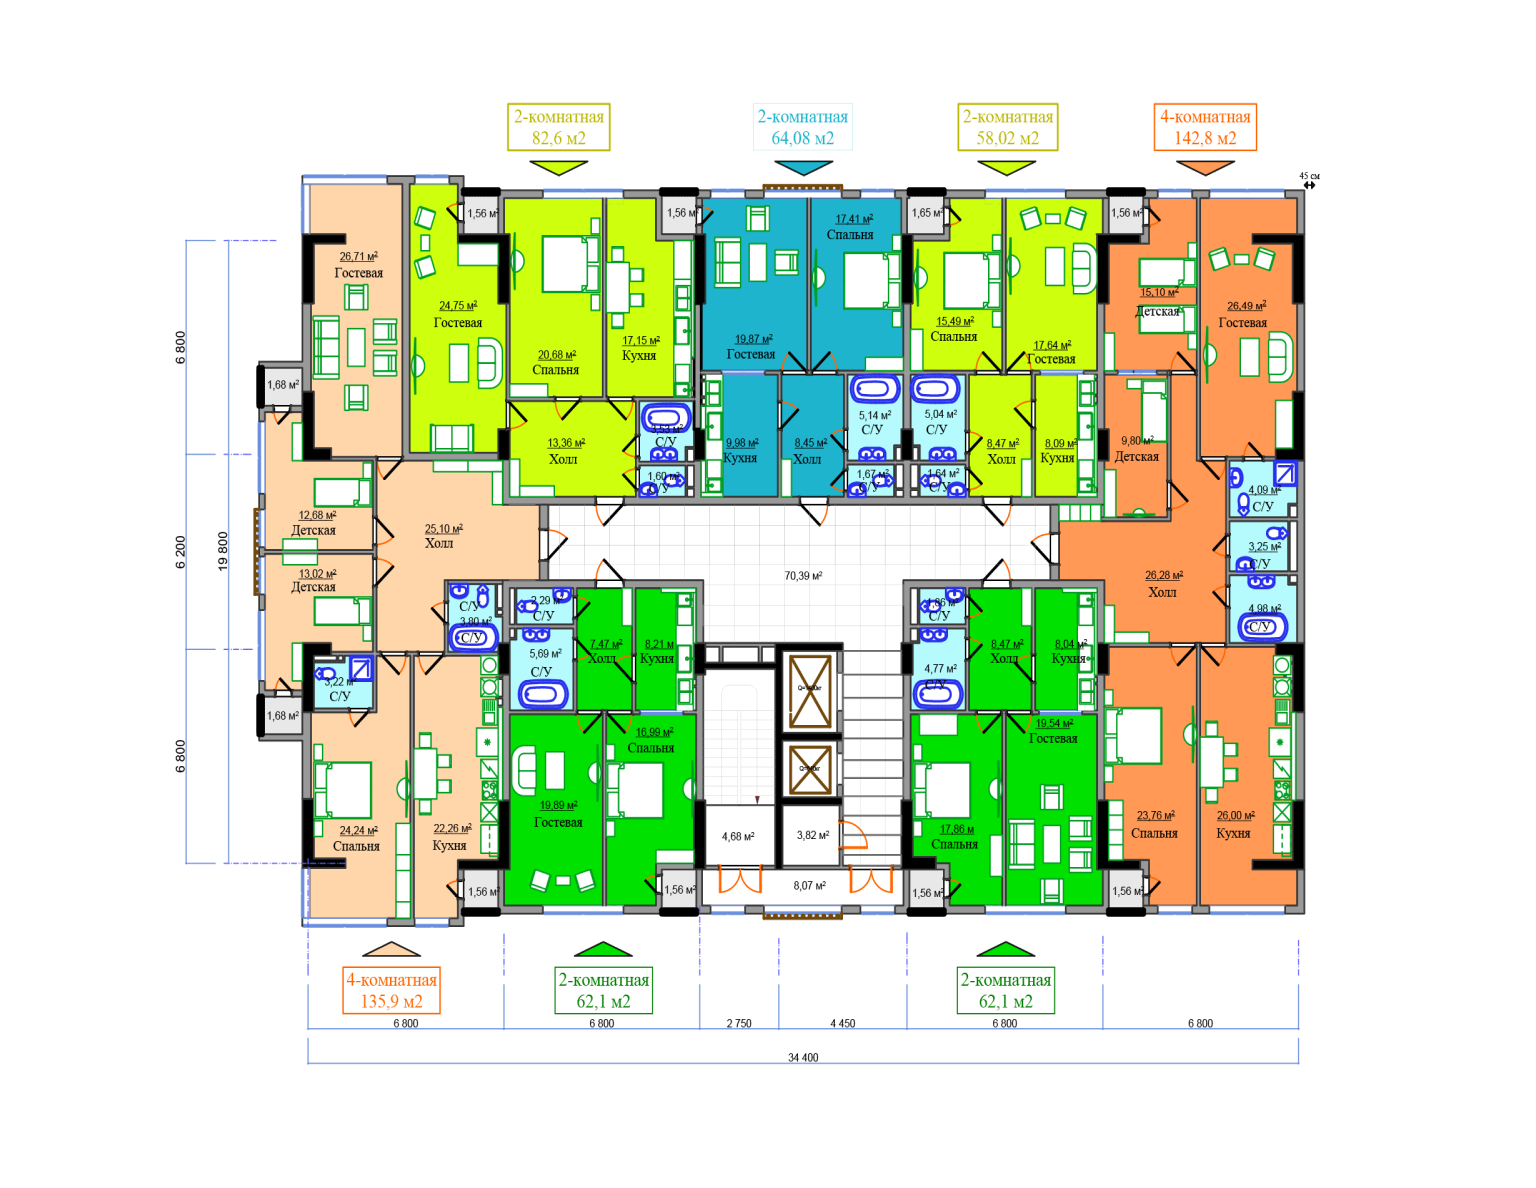 2-комнатная
82,6 м2
2-комнатная
64,08 м2
2-комнатная
58,02 м2
4-комнатная
142,8 м2
45 см
1,56 м²
1,56 м²
1,65 м²
1,56 м²
26,71 м²
Гостевая
24,75 м²
Гостевая
20,68 м²
Спальня
17,15 м²
Кухня
19,87 м²
Гостевая
17,41 м²
Спальня
15,49 м²
Спальня
17,64 м²
Гостевая
15,10 м²
Детская
26,49 м²
Гостевая
1,68 м²
13,36 м²
Холл
3,53 м²
С/У
1,60 м²
С/У
9,98 м²
Кухня
8,45 м²
Холл
5,14 м²
С/У
1,67 м²
С/У
5,04 м²
С/У
1,64 м²
С/У
8,47 м²
Холл
8,09 м²
Кухня
9,80 м²
Детская
4,09 м²
С/У
3,25 м²
С/У
4,98 м²
С/У
12,68 м²
Детская
25,10 м²
Холл
13,02 м²
Детская
70,39 м²
26,28 м²
Холл
С/У
3,80 м²
С/У
2,29 м²
С/У
5,69 м²
С/У
7,47 м²
Холл
8,21 м
Кухня
1,86 м²
С/У
4,77 м²
С/У
8,47 м²
Холл
8,04 м²
Кухня
3,22 м²
С/У
1,68 м²
24,24 м²
Спальня
22,26 м²
Кухня
19,89 м²
Гостевая
16,99 м²
Спальня
4,68 м²
3,82 м²
8,07 м²
17,86 м
Спальня
19,54 м²
Гостевая
23,76 м²
Спальня
26,00 м²
Кухня
1,56 м²
1,56 м²
1,56 м²
1,56 м²
6 800
6 200
6 800
19 800
4-комнатная
135,9 м2
2-комнатная
62,1 м2
2-комнатная
62,1 м2
6 800
6 800
2 750
4 450
6 800
6 800
34 400